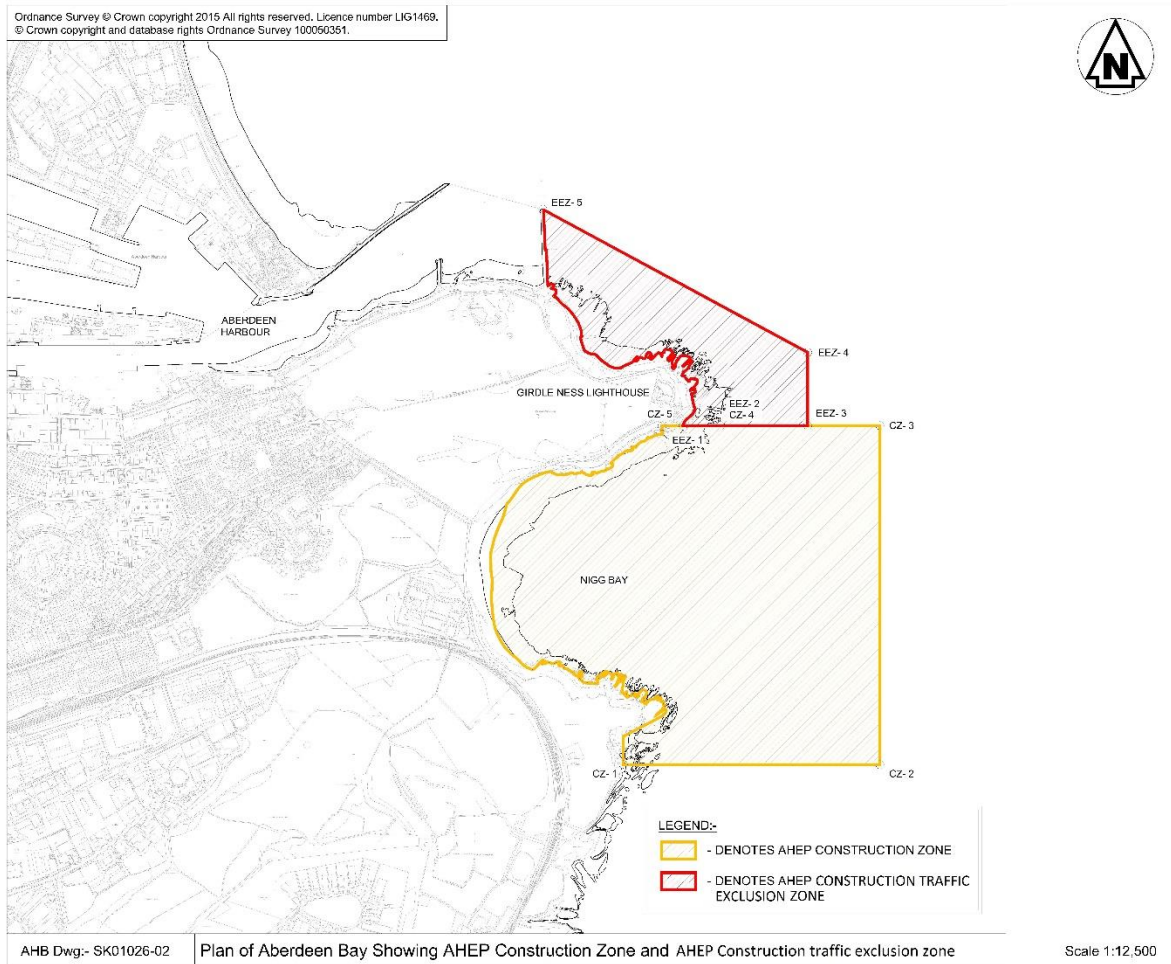 Ordnance Survey © Crown copyright 2015 All rights reserved. Licence number LIG1469.
© Crown copyright and database rights Ordnance Survey 100050351.
N
EEZ- 5
ABERDEEN
HARBOUR
EEZ- 4
GIRDLE NESS LIGHTHOUSE
EEZ- 2
CZ- 5
CZ- 4
EEZ- 3
CZ- 3
EEZ- 1
NIGG BAY
CZ- 1
CZ- 2
LEGEND:-
- DENOTES AHEP CONSTRUCTION ZONE
- DENOTES AHEP CONSTRUCTION TRAFFIC
EXCLUSION ZONE
AHB Dwg:- SK01026-02
Plan of Aberdeen Bay Showing AHEP Construction Zone and AHEP Construction traffic exclusion zone
Scale 1:12,500